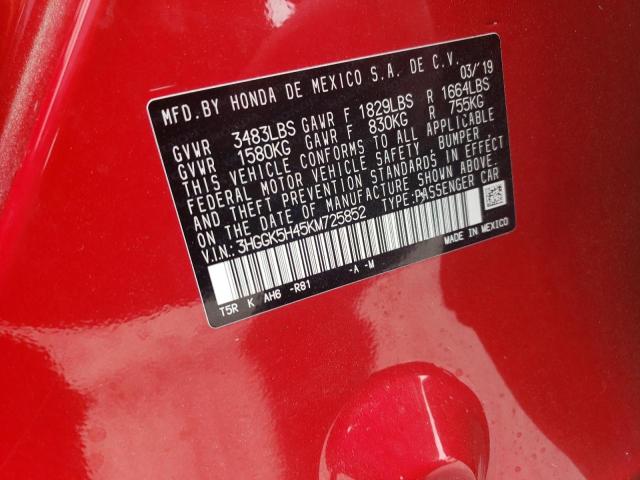 MFD.BY HONDA DE MEXICO S.A. DE C.V. 03/'19
GVWR 3483LBS GAWR F 1829LBS R 1664LBS
GVWR 1580KG GAWR F 830KG R 755KG
THIS VEHICLE CONFORMS TO ALL APPLICABLE
FEDERAL MOTOR VEHICLE SAFETY, BUMPER
AND THEFT PREVENTION STANDARDS IN EFFECT
ON THE DATE OF MANUFACTURE SHOWN ABOVE.
V.I.N.: 3HGGK5H45KM725852 TYPE:PASSENGER CAR
MADE IN MEXICO
T5R K AH6 -R81 -A -M